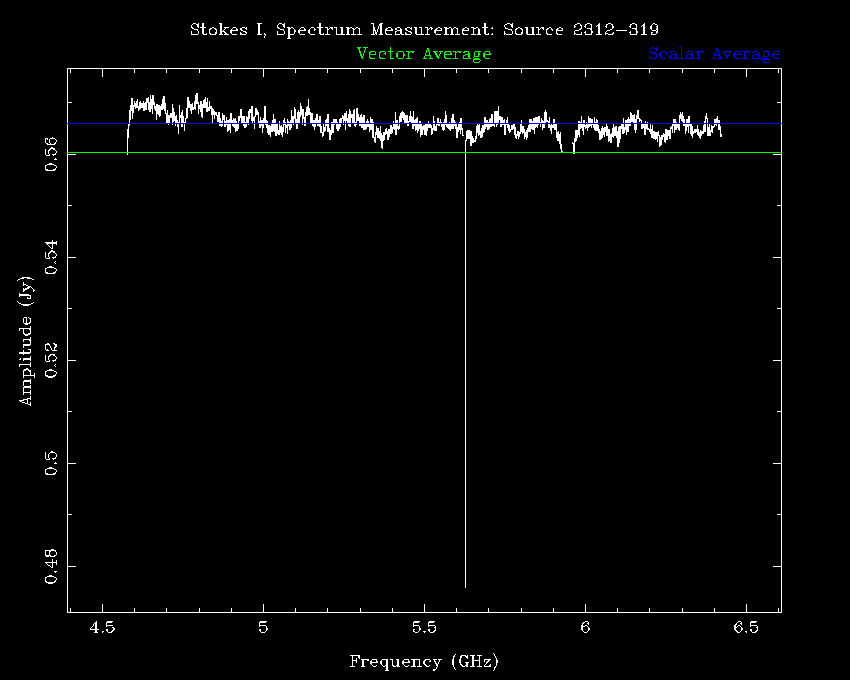 Stokes I, Spectrum Measurement: Source 2312-319
Vector Average Scalar Average
0.56
0.54
0.52
0.5
0.48
Amplitude (Jy)
4.5 5 5.5 6 6.5
Frequency (GHz)